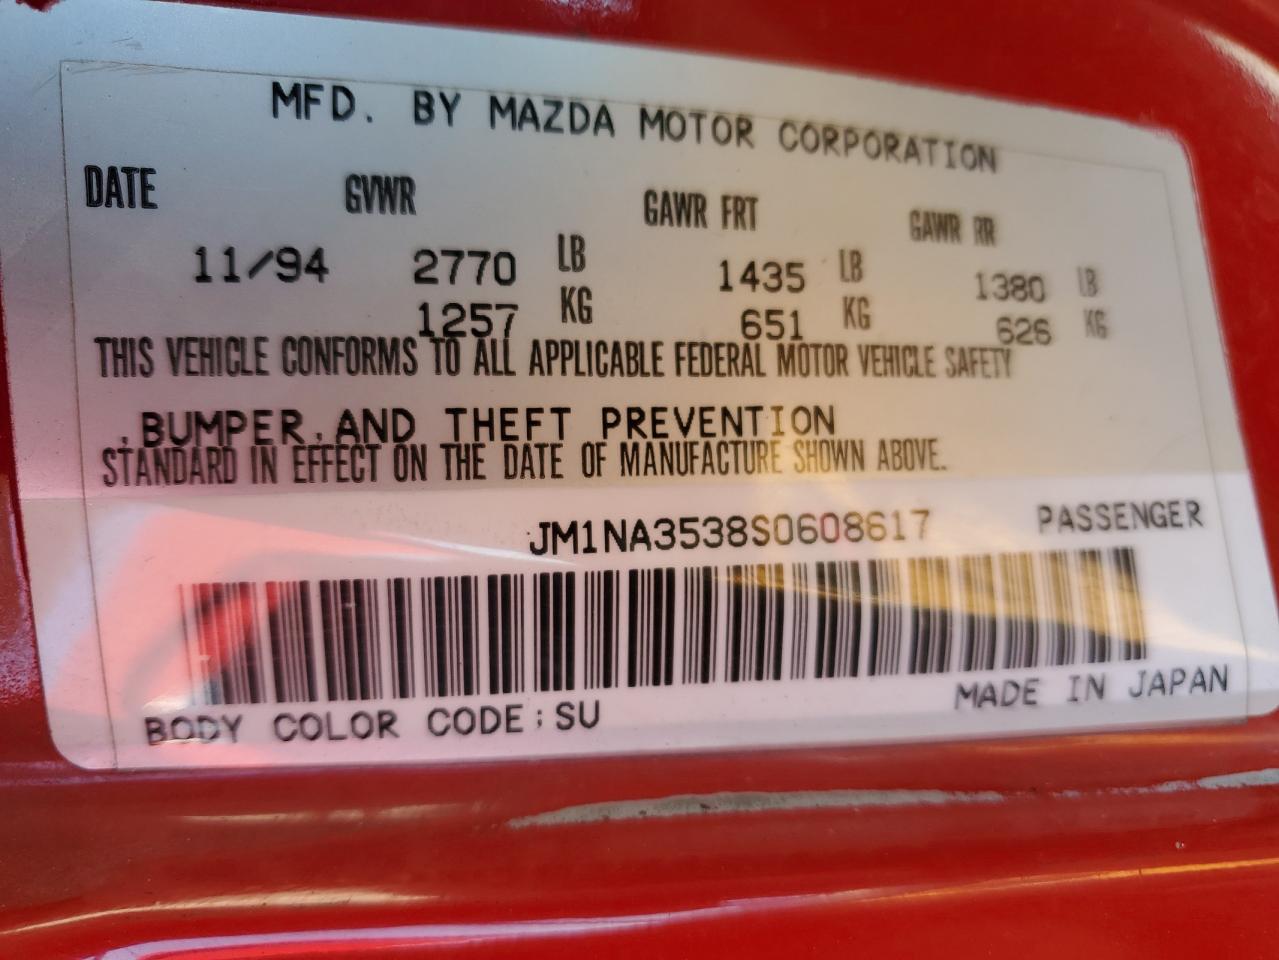 MFD. BY MAZDA MOTOR CORPORATION
DATE GVWR GAWR FRT GAWR RR
11/94 2770 LB 1435 LB 1380 LB
1257 KG 651 KG 626 KG
THIS VEHICLE CONFORMS TO ALL APPLICABLE FEDERAL MOTOR VEHICLE SAFETY
,BUMPER,AND THEFT PREVENTION
STANDARD IN EFFECT ON THE DATE OF MANUFACTURE SHOWN ABOVE.
JM1NA3538S0608617 PASSENGER
BODY COLOR CODE:SU MADE IN JAPAN